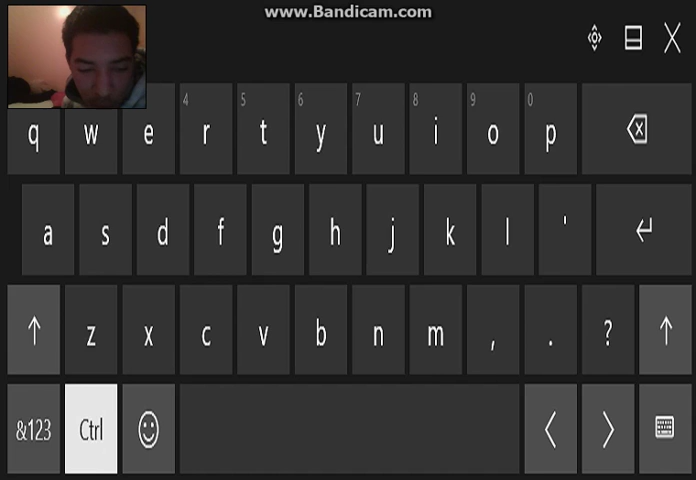 www.Bandicam.com
4 5 6 7 8 9 0
q w e r t y u i o p
a s d f g h j k l '
z x c v b n m , . ?
&123 Ctrl